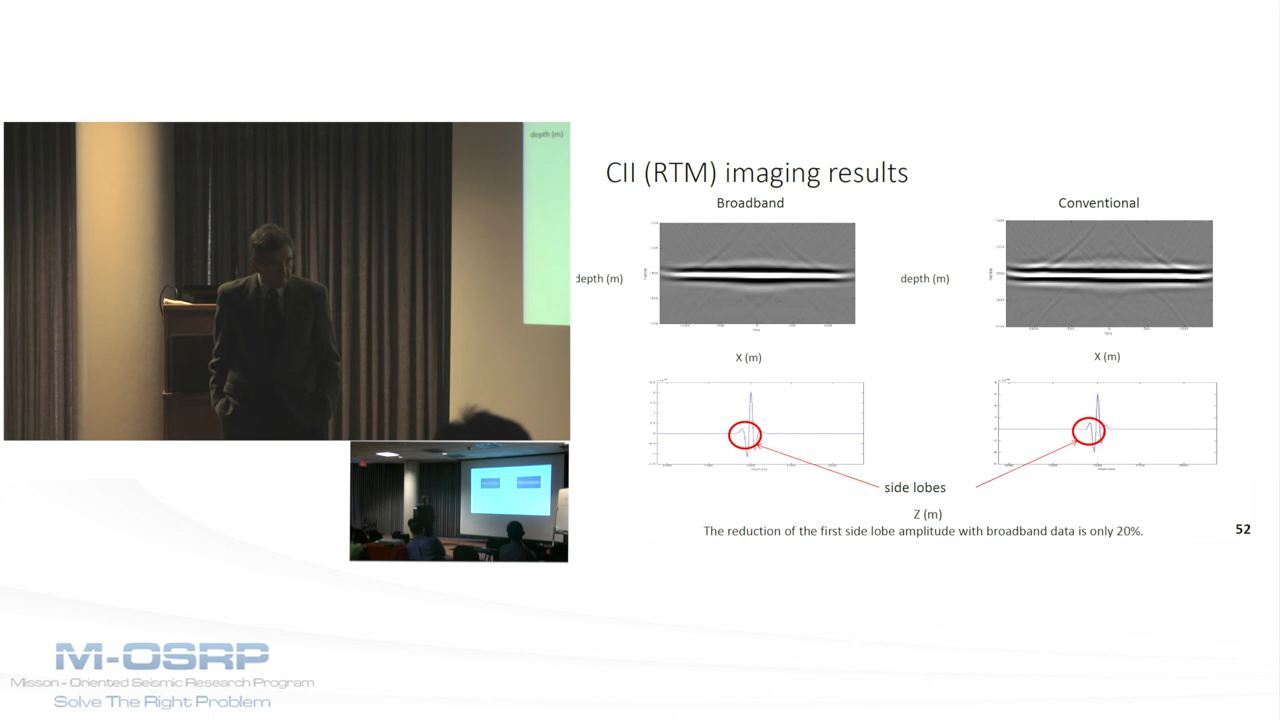 depth (m)
CII (RTM) imaging results
Broadband
Conventional
depth (m)
depth (m)
X (m)
X (m)
side lobes
Z (m)
The reduction of the first side lobe amplitude with broadband data is only 20%.
52
M-OSRP
Misson - Oriented Seismic Research Program
Solve The Right Problem